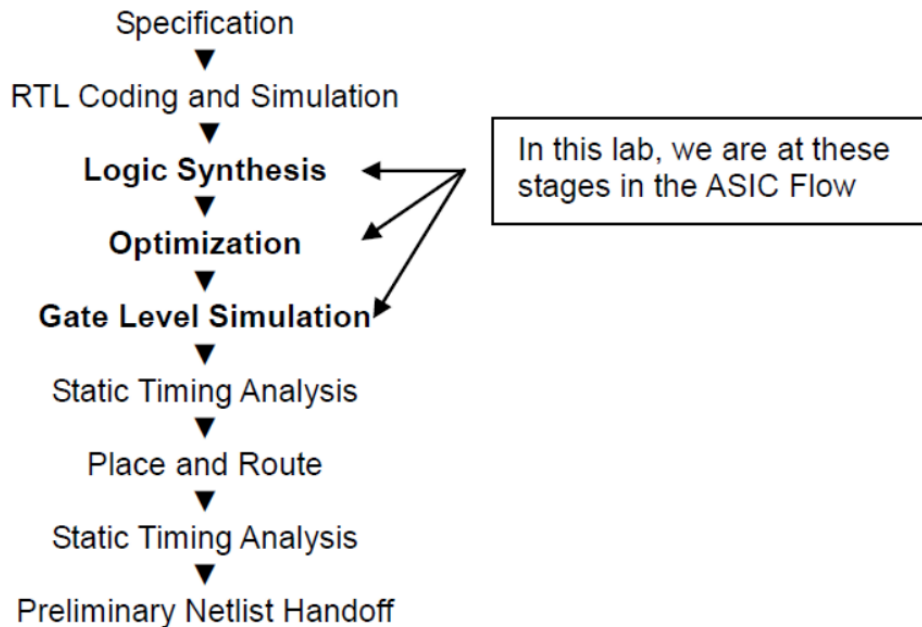 Specification
RTL Coding and Simulation
Logic Synthesis
In this lab, we are at these
stages in the ASIC Flow
Optimization
Gate Level Simulation
Static Timing Analysis
Place and Route
Static Timing Analysis
Preliminary Netlist Handoff